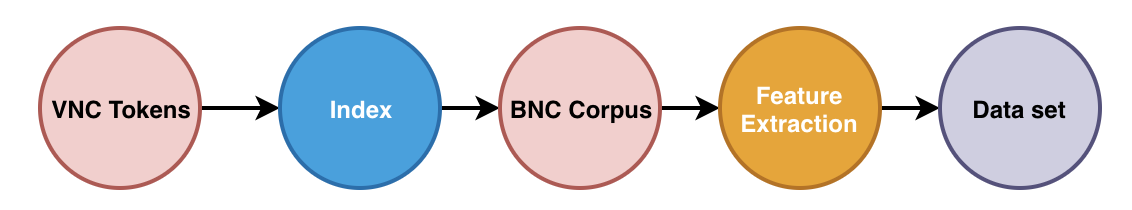 VNC Tokens
Index
BNC Corpus
Feature
Extraction
Data set